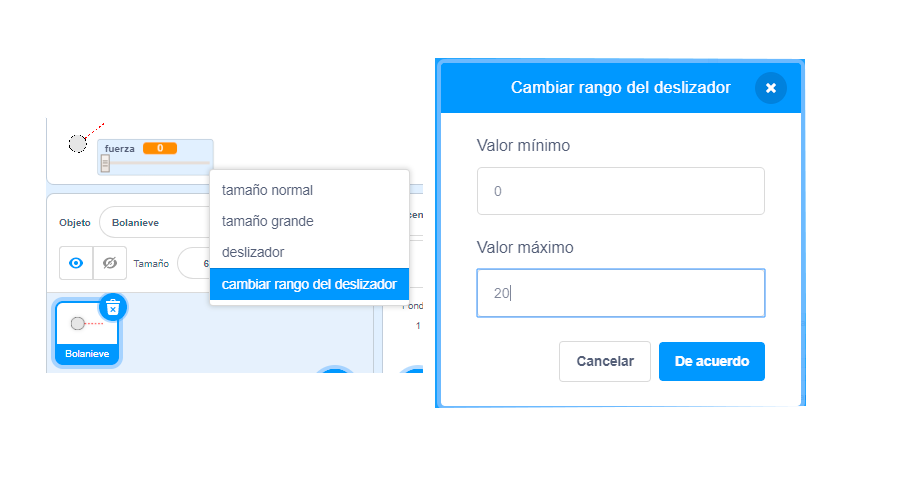 fuerza 0
tamaño normal
tamaño grande
deslizador
cambiar rango del deslizador
Objeto Bolanieve
Tamaño 6
Bolanieve
1
Cambiar rango del deslizador
Valor mínimo
0
Valor máximo
20
Cancelar De acuerdo